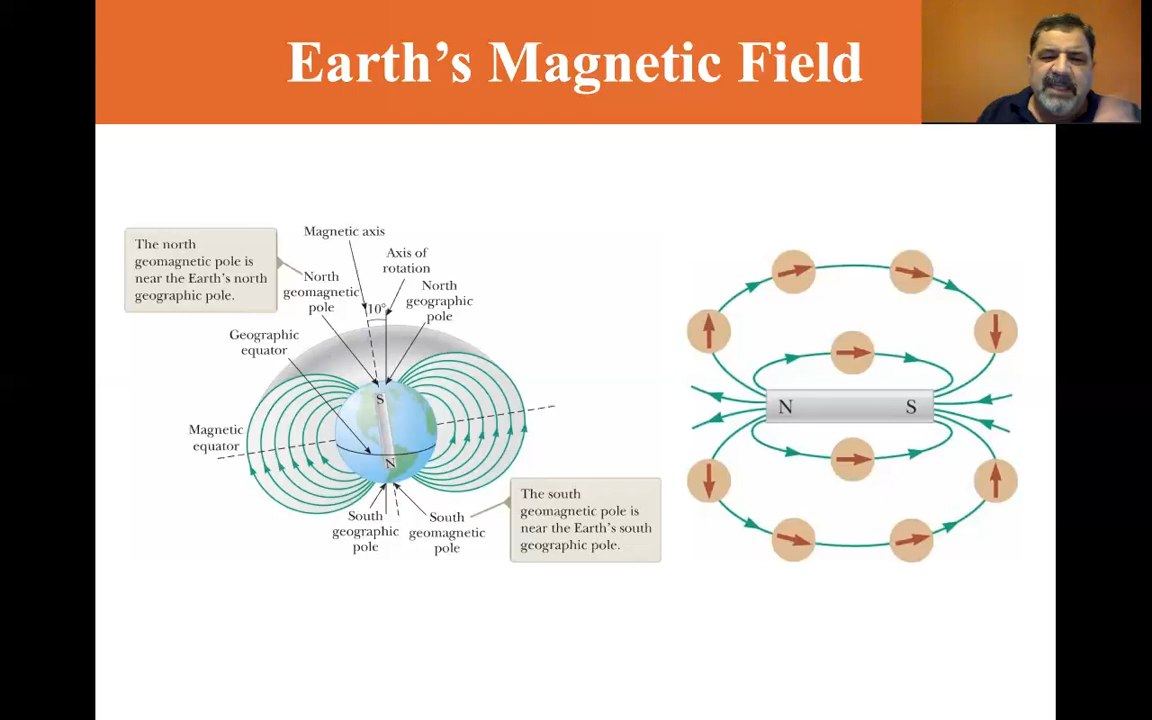 Earth's Magnetic Field
The north
geomagnetic pole is
near the Earth's north
geographic pole.
Magnetic axis
Axis of
rotation
North
geomagnetic
pole
10°
North
geographic
pole
Geographic
equator
S
Magnetic
equator
N
South
geographic
pole
South
geomagnetic
pole
The south
geomagnetic pole is
near the Earth's south
geographic pole.
N S